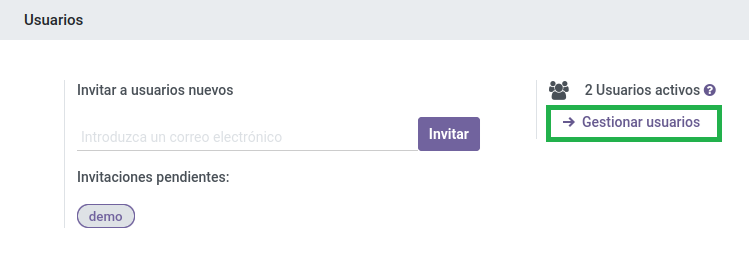 Usuarios
Invitar a usuarios nuevos
Introduzca un correo electrónico
Invitar
Invitaciones pendientes:
demo
2 Usuarios activos ?
→ Gestionar usuarios